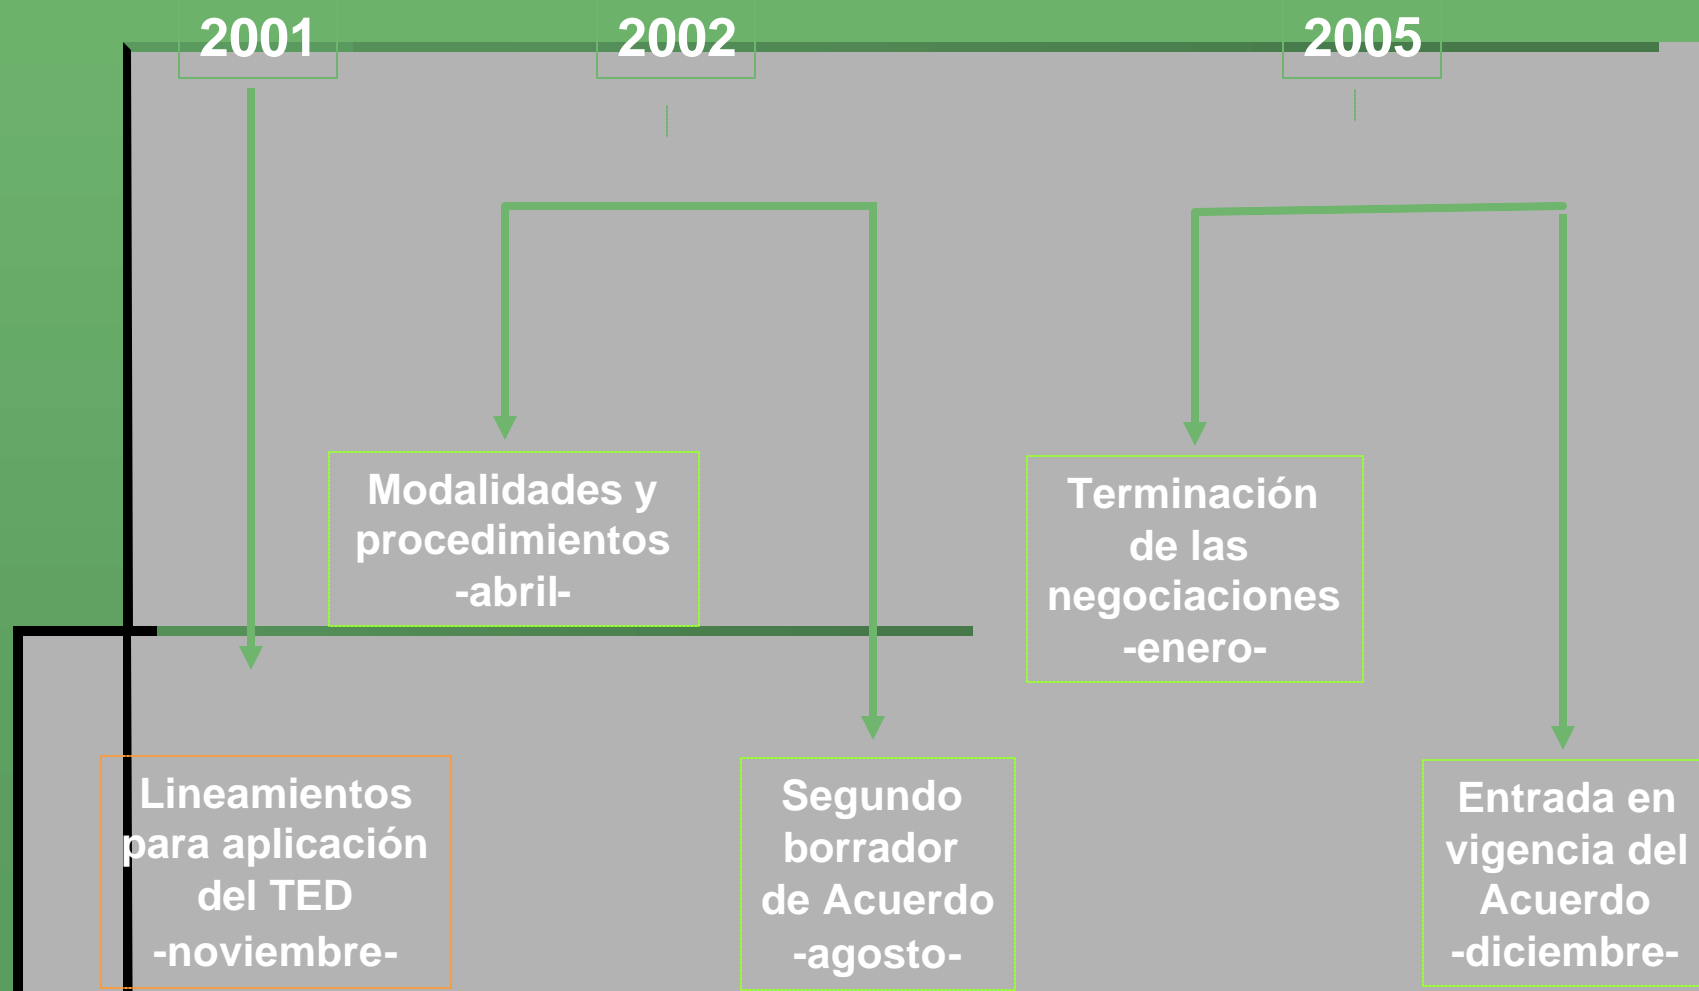 2001
2002
2005
Modalidades y
procedimientos
-abril-
Terminación
de las
negociaciones
-enero-
Lineamientos
para aplicación
del TED
-noviembre-
Segundo
borrador
de Acuerdo
-agosto-
Entrada en
vigencia del
Acuerdo
-diciembre-